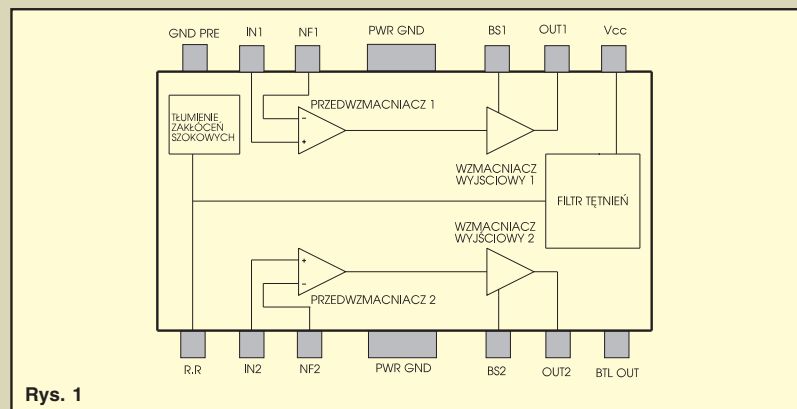 GND PRE
IN1
NF1
PWR GND
BS1
OUT1
Vcc
TŁUMIENIE
ZAKŁÓCEŃ
SZOKOWYCH
PRZEDWZMACNIACZ 1
WZMACNIACZ
WYJSCIOWY 1
FILTR TĘTNIEŃ
WZMACNIACZ
WYJŚCIOWY 2
PRZEDWZMACNIACZ 2
R.R
IN2
NF2
PWR GND
BS2
OUT2
BTL OUT
Rys. 1